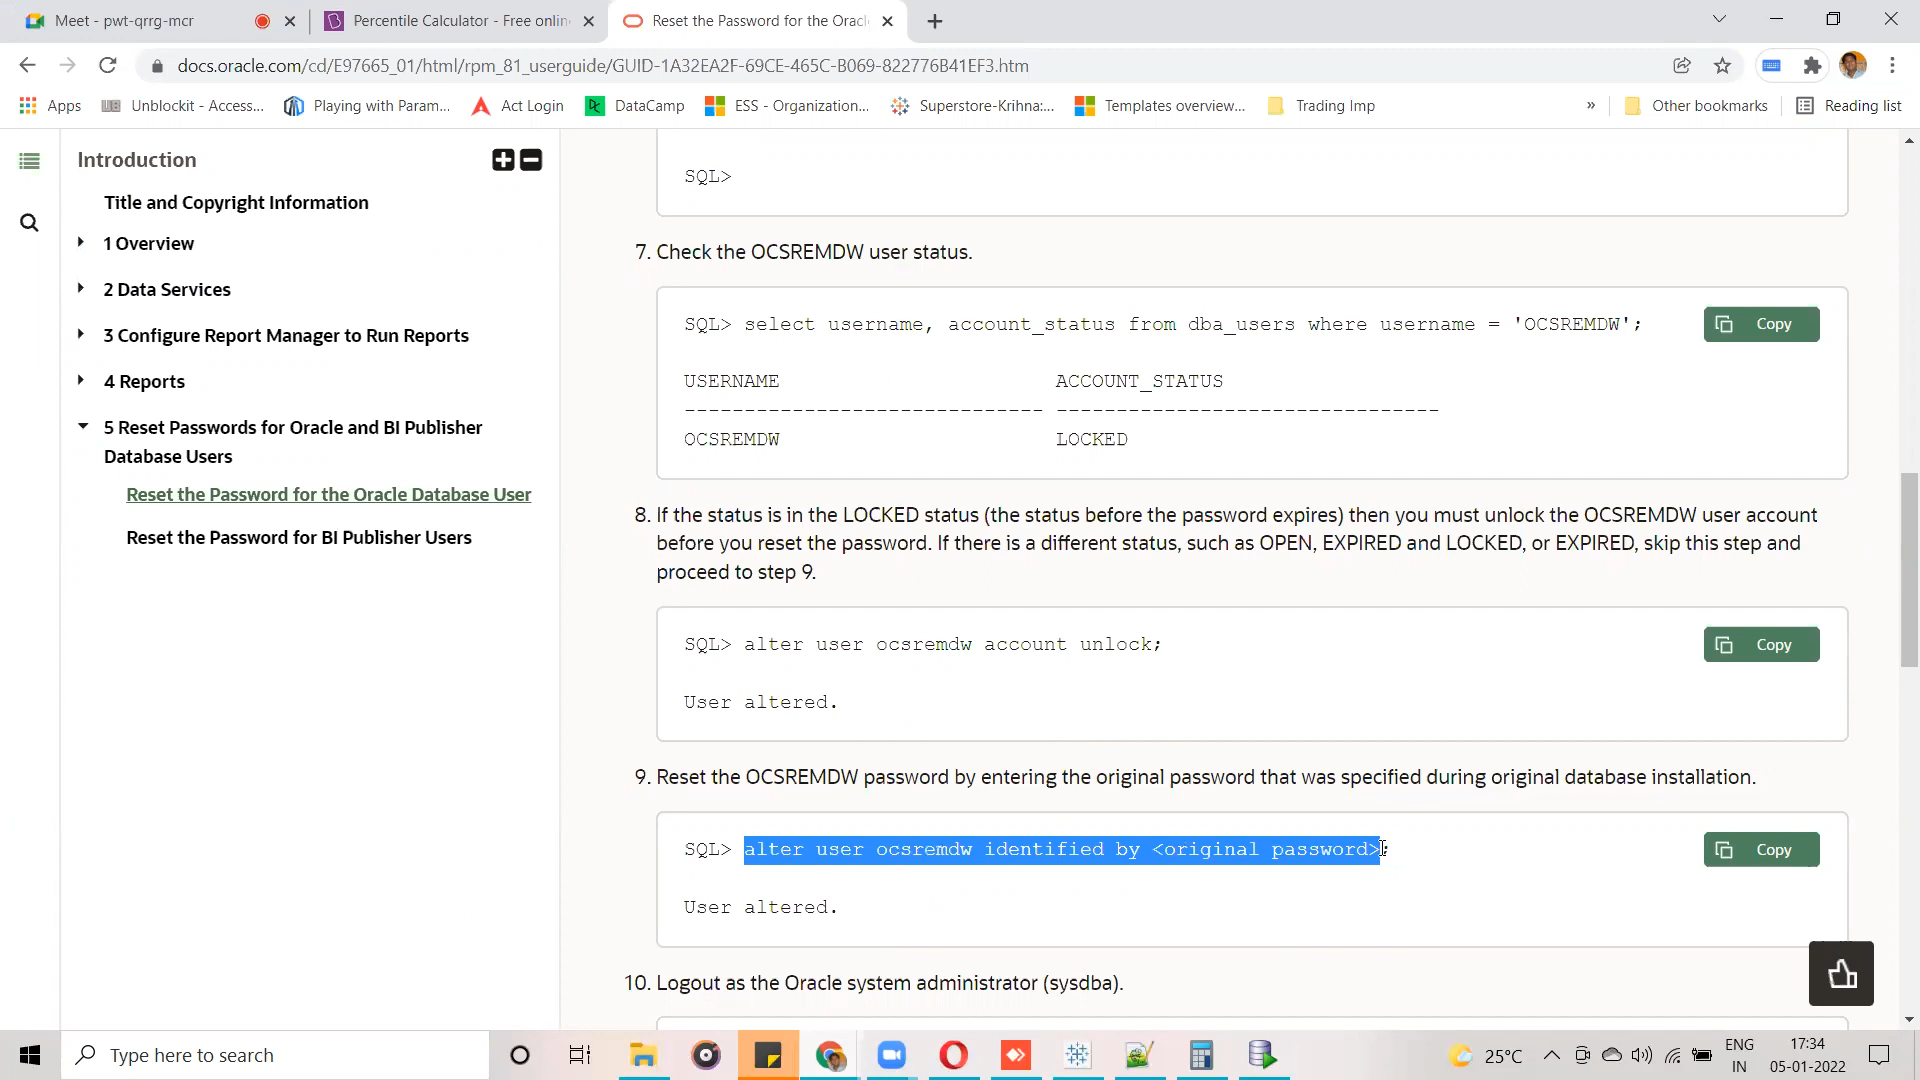 Meet - pwt-qrrg-mcr
Percentile Calculator - Free onlin
Reset the Password for the Oracl
docs.oracle.com/cd/E97665_01/html/rpm_81_userguide/GUID-1A32EA2F-69CE-465C-B069-822776B41EF3.htm
Apps
Unblockit - Access...
Playing with Param...
Act Login
DataCamp
ESS - Organization...
Superstore-Krihna:...
Templates overview...
Trading Imp
»
Other bookmarks
Reading list
Introduction
Title and Copyright Information
1 Overview
2 Data Services
3 Configure Report Manager to Run Reports
4 Reports
5 Reset Passwords for Oracle and BI Publisher
Database Users
Reset the Password for the Oracle Database User
Reset the Password for BI Publisher Users
SQL>
7. Check the OCSREMDW user status.
SQL> select username, account_status from dba_users where username = 'OCSREMDW';
Copy
USERNAME ACCOUNT_STATUS
------------------------------ --------------------------------
OCSREMDW LOCKED
8. If the status is in the LOCKED status (the status before the password expires) then you must unlock the OCSREMDW user account
before you reset the password. If there is a different status, such as OPEN, EXPIRED and LOCKED, or EXPIRED, skip this step and
proceed to step 9.
SQL> alter user ocsremdw account unlock;
Copy
User altered.
9. Reset the OCSREMDW password by entering the original password that was specified during original database installation.
SQL> alter user ocsremdw identified by <original password>;
Copy
User altered.
10. Logout as the Oracle system administrator (sysdba).
Type here to search
25°C
ENG
IN
17:34
05-01-2022